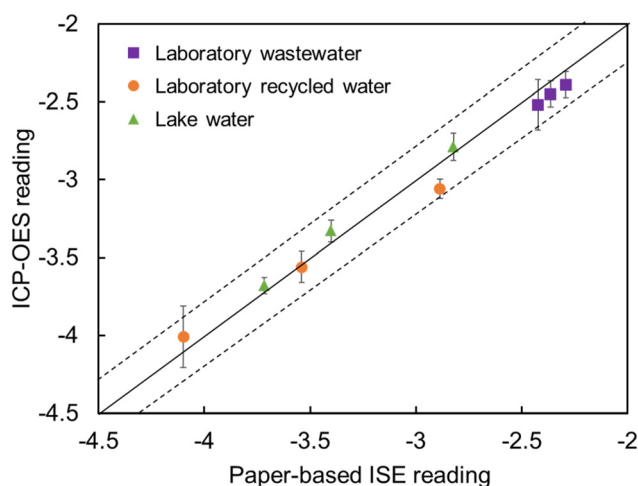 -2
Laboratory wastewater
Laboratory recycled water
Lake water
-2.5
-3
-3.5
-4
-4.5
ICP-OES reading
-4.5 -4 -3.5 -3 -2.5 -2
Paper-based ISE reading